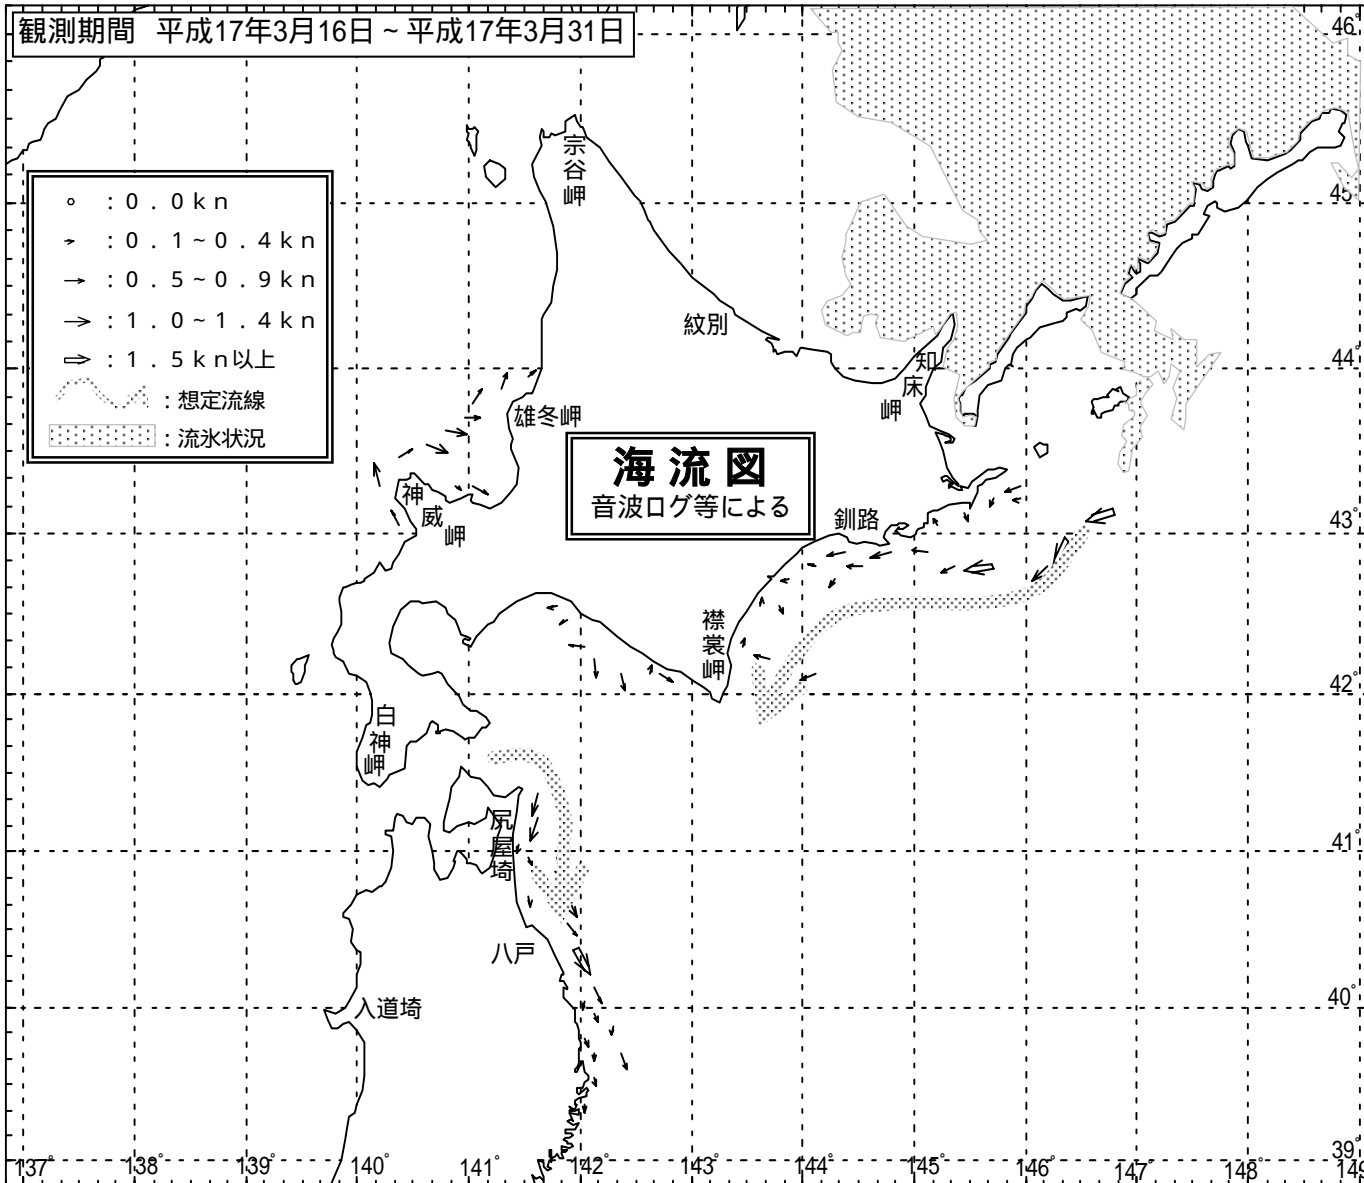 観測期間 平成17年3月16日～平成17年3月31日
：0．0kn
：0．1～0．4kn
：0．5～0．9kn
：1．0～1．4kn
：1．5kn以上
：想定流線
：流氷状況
海流図
音波ログ等による
宗谷岬
紋別
知床岬
雄冬岬
神威岬
釧路
襟裳岬
白神岬
尻屋埼
八戸
入道埼
46°
45°
44°
43°
42°
41°
40°
39°
137°
138°
139°
140°
141°
142°
143°
144°
145°
146°
147°
148°
149